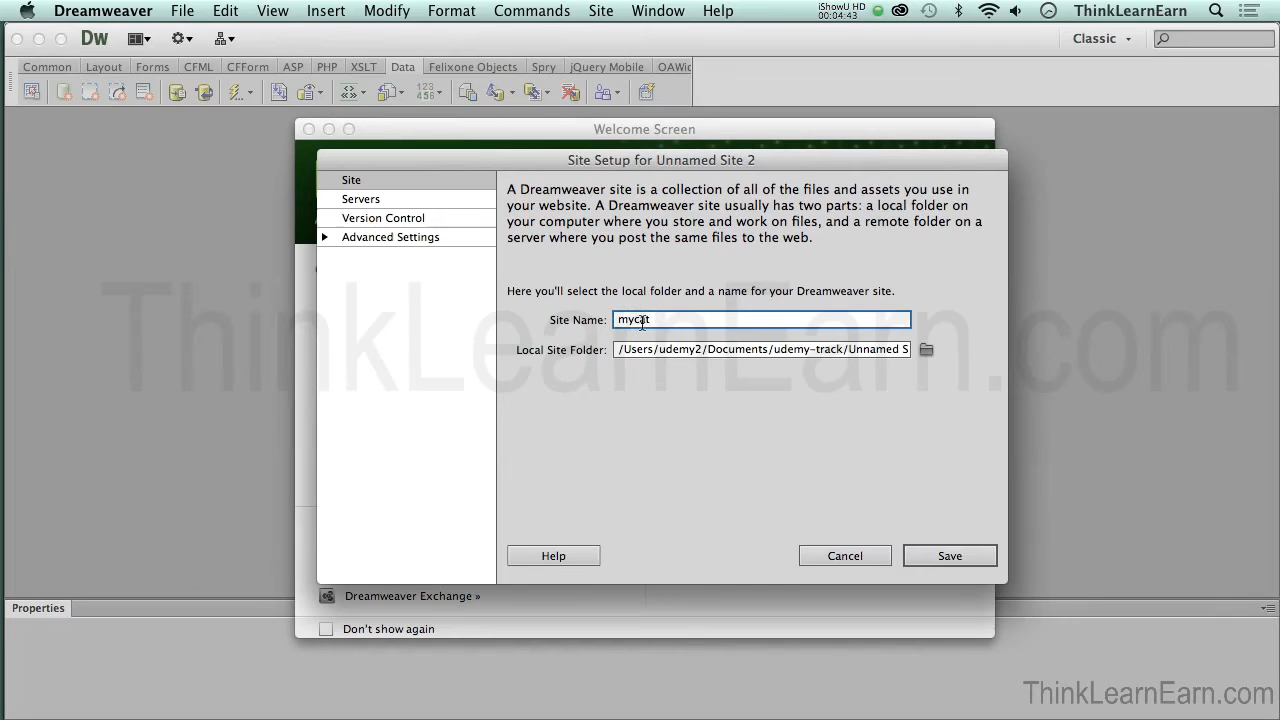 Dreamweaver File Edit View Insert Modify Format Commands Site Window Help iShowU HD 00:04:43 ThinkLearnEarn
Dw Classic
Common Layout Forms CFML CFForm ASP PHP XSLT Data Felixone Objects Spry jQuery Mobile OAWid
Welcome Screen
Site Setup for Unnamed Site 2
Site
Servers
Version Control
Advanced Settings
A Dreamweaver site is a collection of all of the files and assets you use in
your website. A Dreamweaver site usually has two parts: a local folder on
your computer where you store and work on files, and a remote folder on a
server where you post the same files to the web.
Here you'll select the local folder and a name for your Dreamweaver site.
Site Name:
Local Site Folder: /Users/udemy2/Documents/udemy-track/Unnamed S
ThinkLearnEarn.com
Help Cancel Save
Dreamweaver Exchange »
Don't show again
Properties
ThinkLearnEarn.com